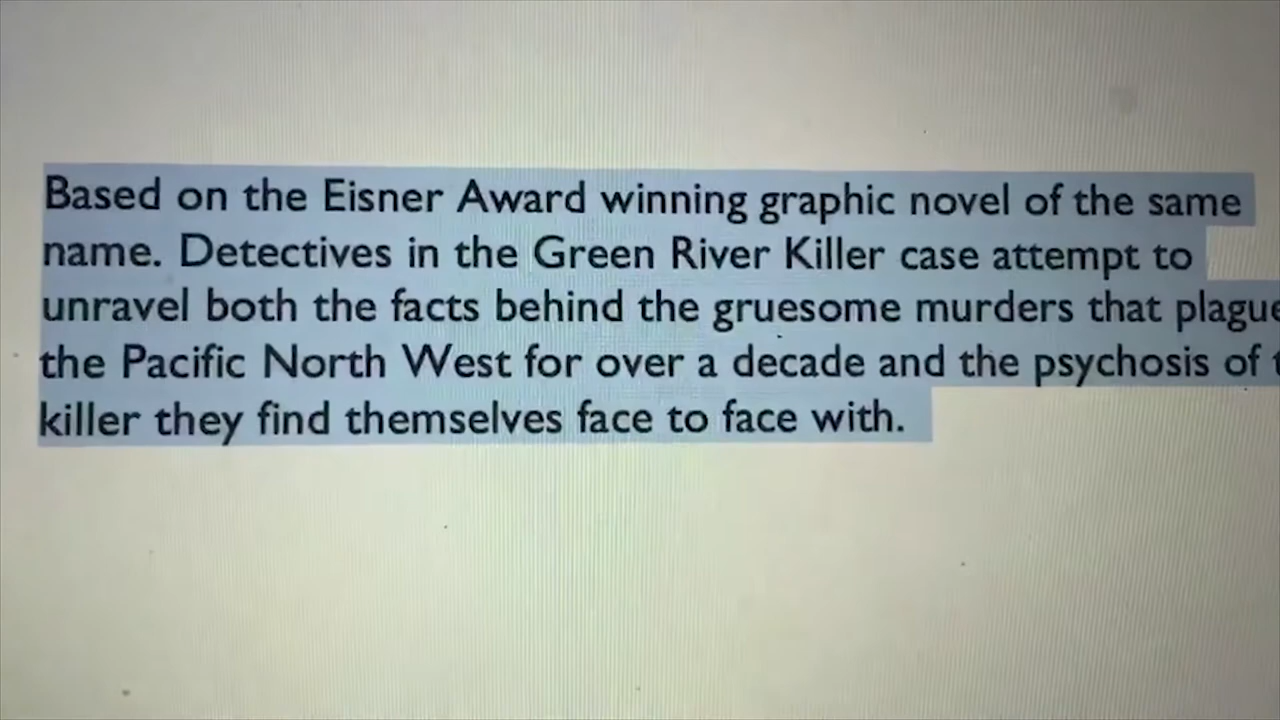 Based on the Eisner Award winning graphic novel of the same
name. Detectives in the Green River Killer case attempt to
unravel both the facts behind the gruesome murders that plague
the Pacific North West for over a decade and the psychosis of
killer they find themselves face to face with.